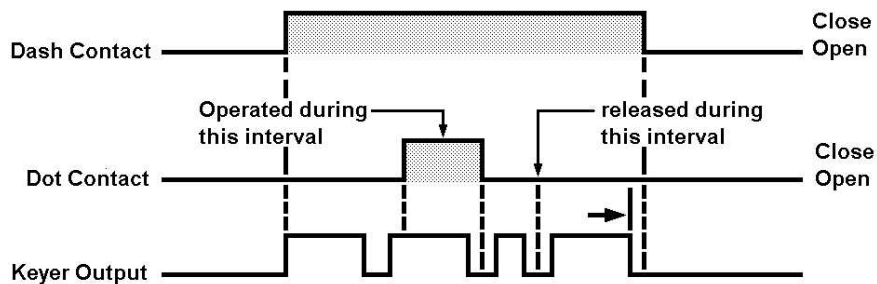 Dash Contact
Close
Open
Operated during
this interval
released during
this interval
Dot Contact
Close
Open
Keyer Output